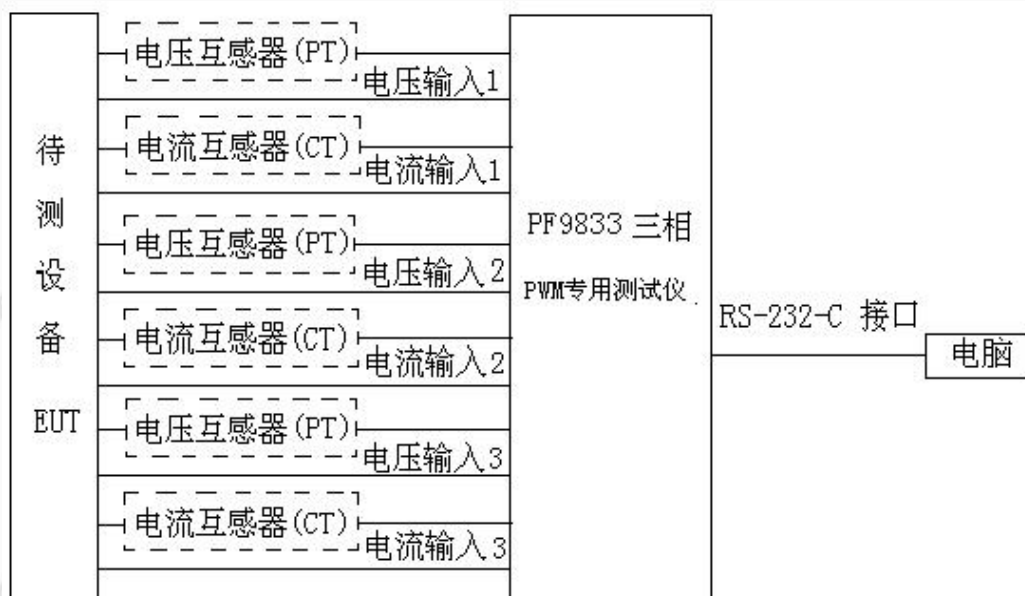 待测设备 EUT
电压互感器(PT)
电压输入1
电流互感器(CT)
电流输入1
电压互感器(PT)
电压输入2
电流互感器(CT)
电流输入2
电压互感器(PT)
电压输入3
电流互感器(CT)
电流输入3
PF9833 三相
PWM专用测试仪
RS-232-C 接口
电脑